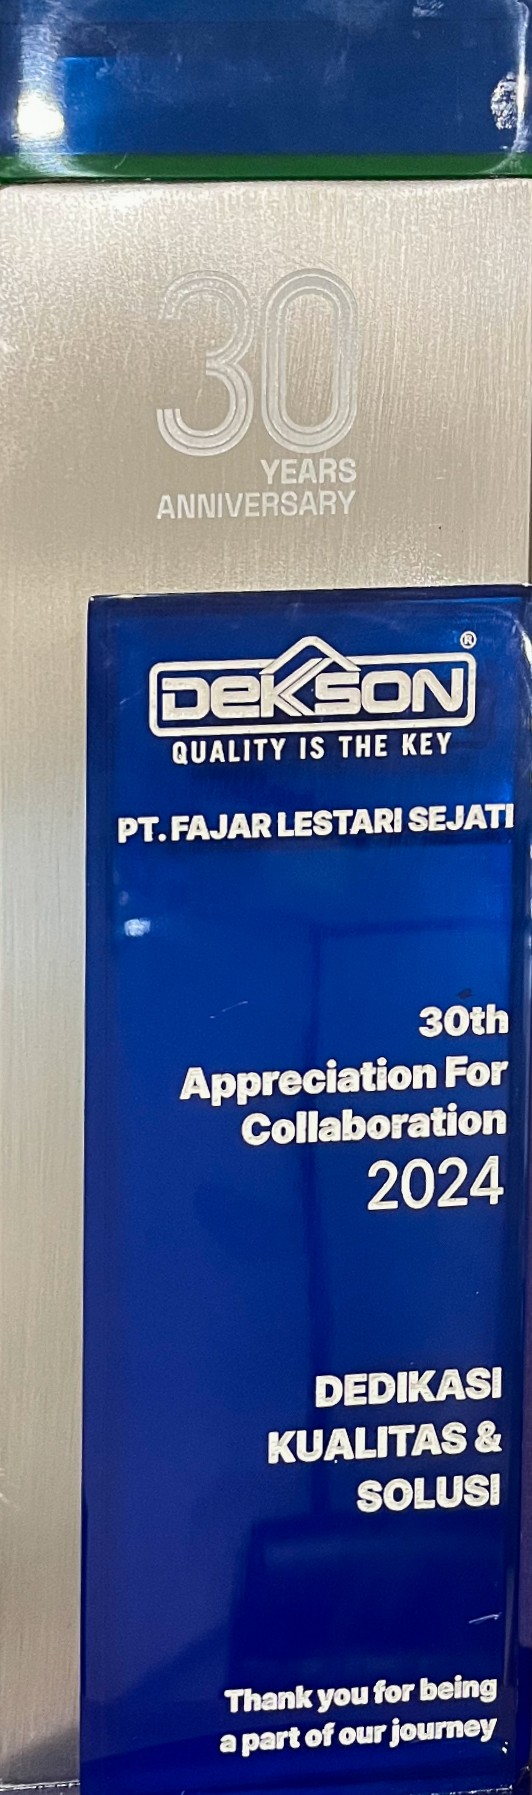 30
YEARS
ANNIVERSARY
DEKSON®
QUALITY IS THE KEY
PT. FAJAR LESTARI SEJATI
30th
Appreciation For
Collaboration
2024
DEDIKASI
KUALITAS &
SOLUSI
Thank you for being
a part of our journey